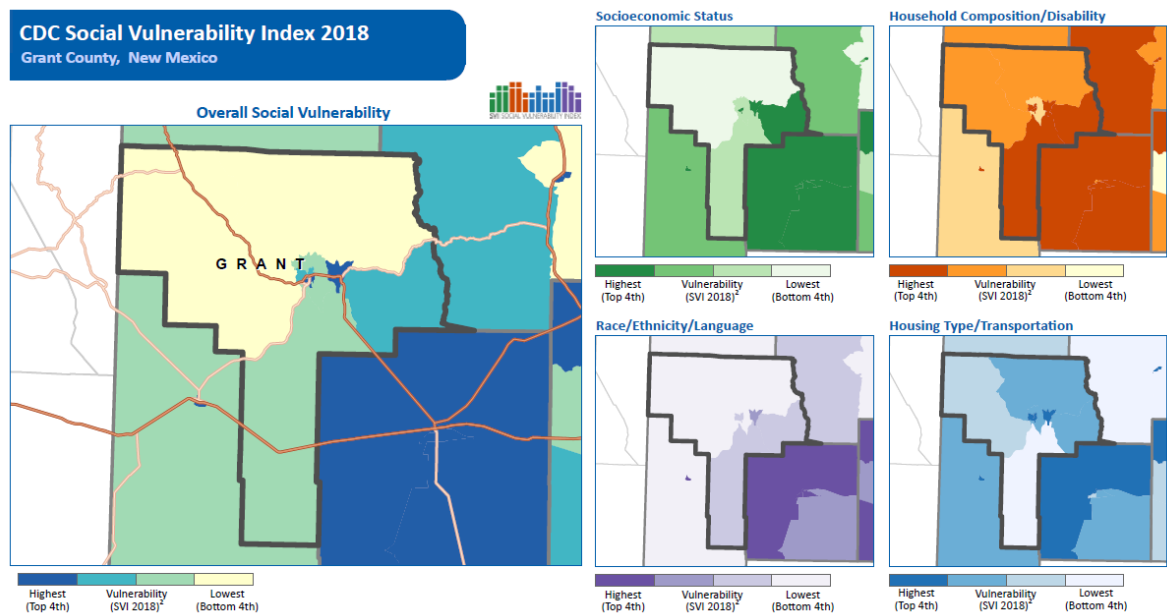 CDC Social Vulnerability Index 2018
Grant County, New Mexico
SVI SOCIAL VULNERABILITY INDEX
Overall Social Vulnerability
GRANT
Highest
(Top 4th)
Vulnerability
(SVI 2018)²
Lowest
(Bottom 4th)
Socioeconomic Status
Highest
(Top 4th)
Vulnerability
(SVI 2018)²
Lowest
(Bottom 4th)
Household Composition/Disability
Highest
(Top 4th)
Vulnerability
(SVI 2018)²
Lowest
(Bottom 4th)
Race/Ethnicity/Language
Highest
(Top 4th)
Vulnerability
(SVI 2018)²
Lowest
(Bottom 4th)
Housing Type/Transportation
Highest
(Top 4th)
Vulnerability
(SVI 2018)²
Lowest
(Bottom 4th)